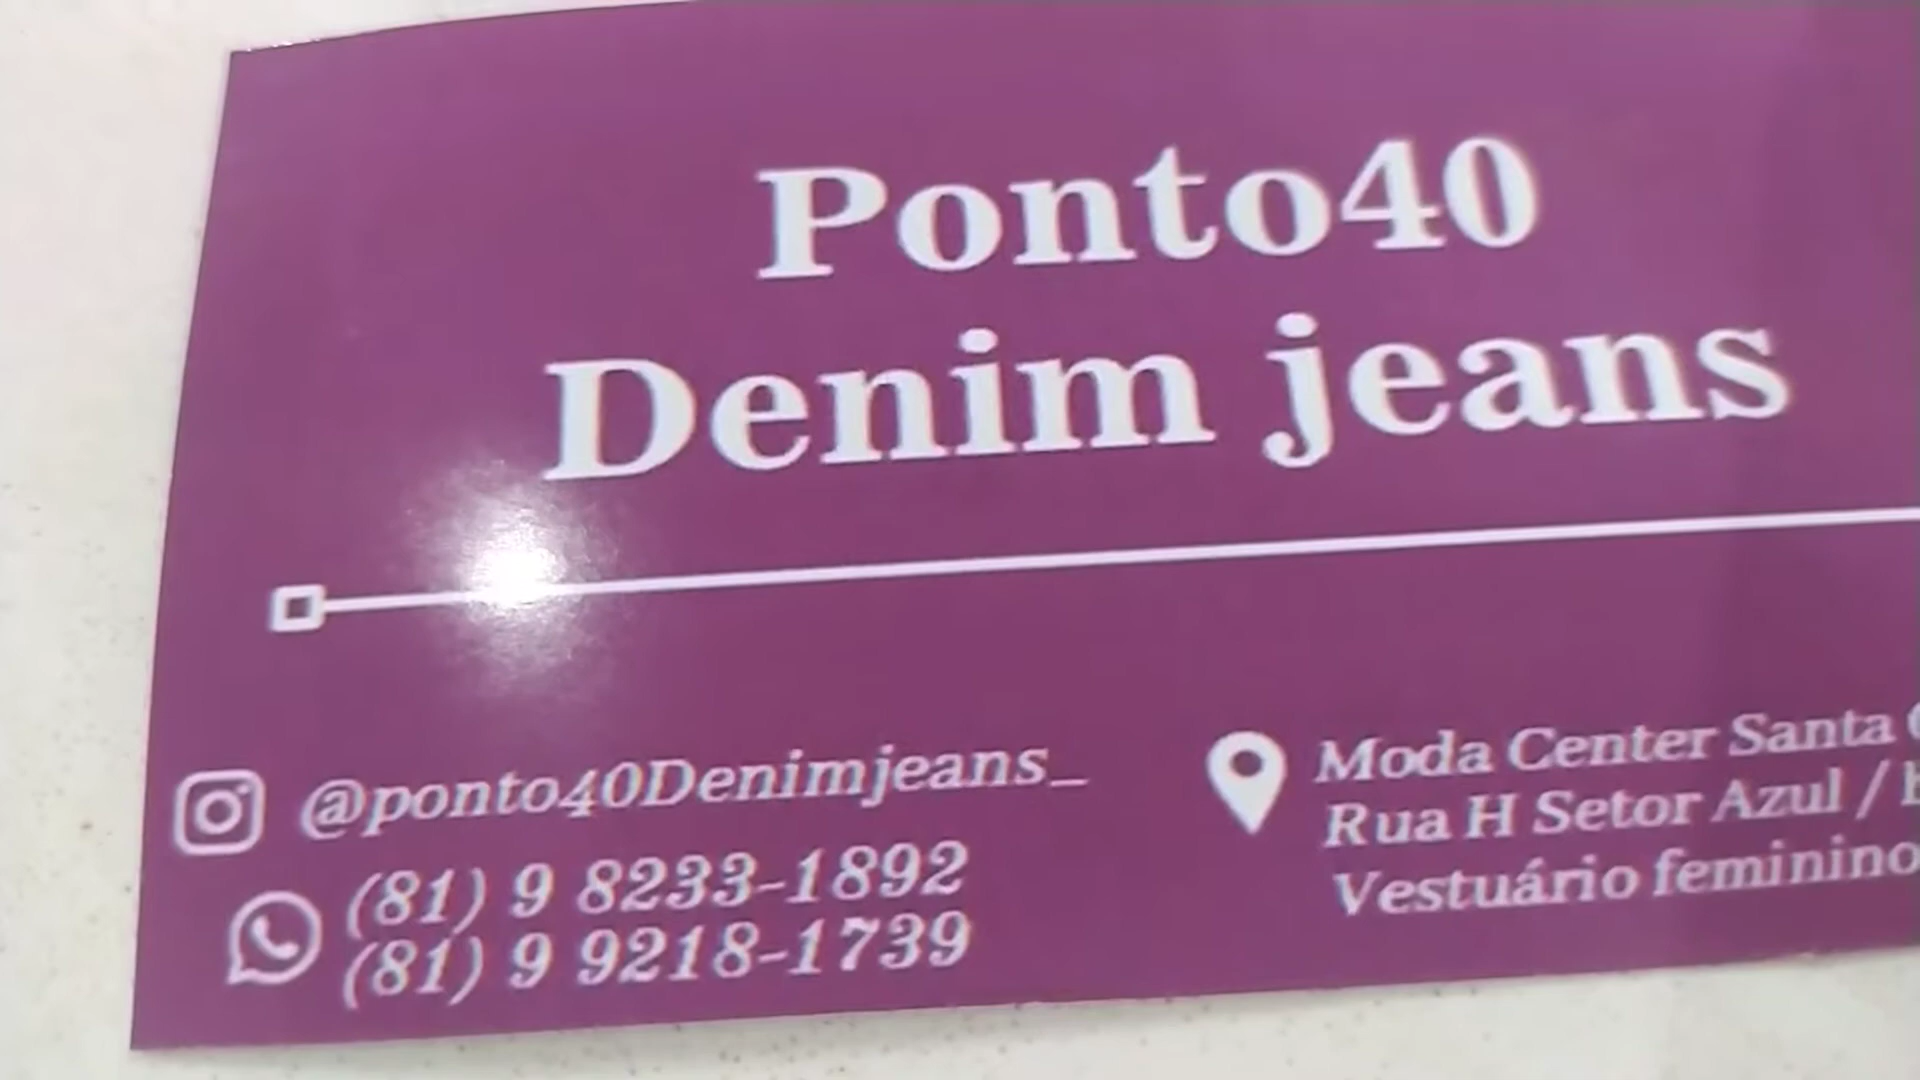 Ponto40
Denim jeans
@ponto40Denimjeans_
(81) 9 8233-1892
(81) 9 9218-1739
Moda Center Santa
Rua H Setor Azul /
Vestuário feminino